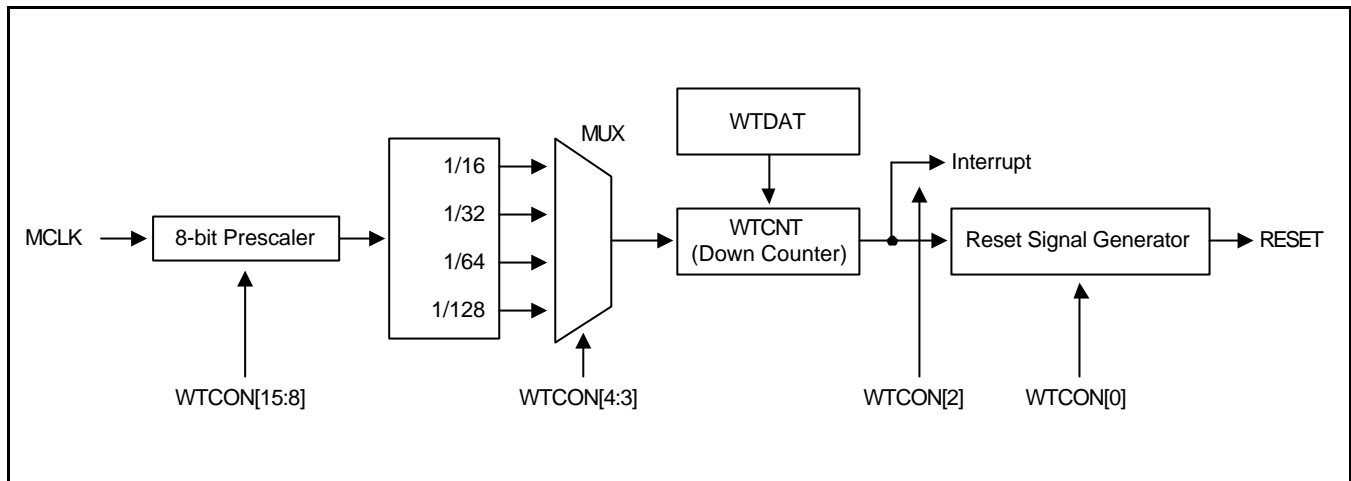 WTDAT
MUX
1/16
Interrupt
1/32
MCLK
8-bit Prescaler
WTCNT
(Down Counter)
Reset Signal Generator
RESET
1/64
1/128
WTCON[15:8]
WTCON[4:3]
WTCON[2]
WTCON[0]